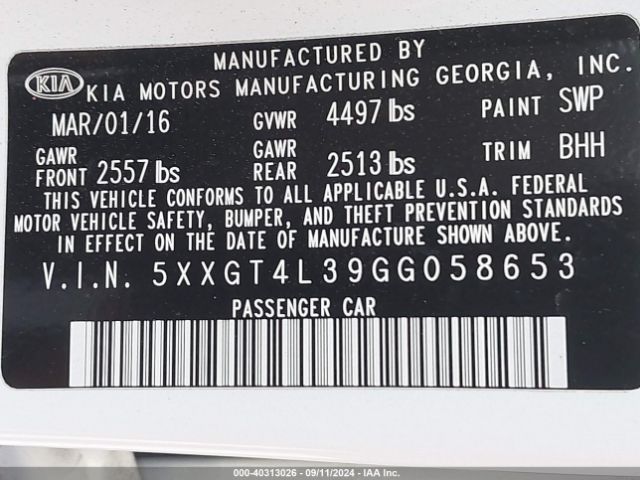 MANUFACTURED BY
KIA KIA MOTORS MANUFACTURING GEORGIA, INC.
MAR/01/16 GVWR 4497 lbs PAINT SWP
GAWR FRONT 2557 lbs GAWR REAR 2513 lbs TRIM BHH
THIS VEHICLE CONFORMS TO ALL APPLICABLE U.S.A. FEDERAL
MOTOR VEHICLE SAFETY, BUMPER, AND THEFT PREVENTION STANDARDS
IN EFFECT ON THE DATE OF MANUFACTURE SHOWN ABOVE.
V.I.N. 5XXGT4L39GG058653
PASSENGER CAR
000-40313026 - 09/11/2024 - IAA Inc.